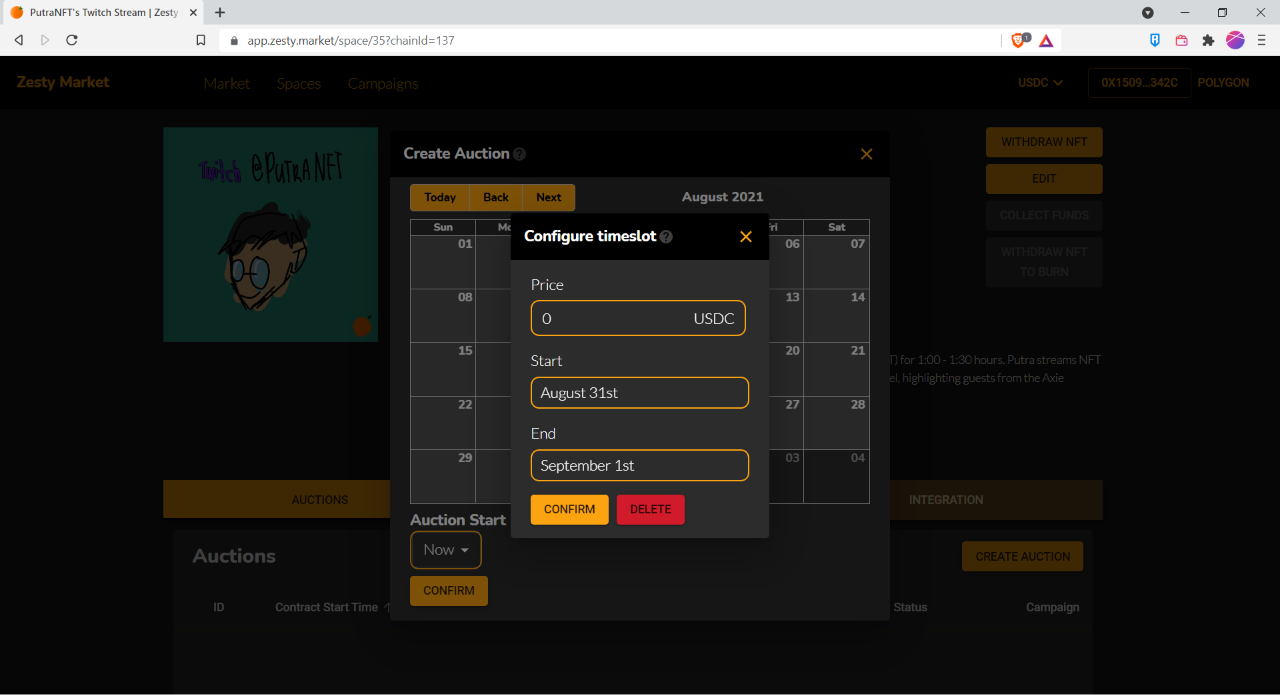 PutraNFT's Twitch Stream | Zesty
app.zesty.market/space/35?chainId=137
1
Zesty Market
Market
Spaces
Campaigns
USDC
0X1509...342C
POLYGON
Twitch @PUTRANFT
WITHDRAW NFT
EDIT
COLLECT FUNDS
WITHDRAW NFT
TO BURN
Create Auction
Today
Back
Next
August 2021
Sun
Mo
Fri
Sat
01
06
07
08
13
14
15
20
21
22
27
28
29
03
04
Configure timeslot
Price
0
USDC
Start
August 31st
End
September 1st
CONFIRM
DELETE
Auction Start
Now
CONFIRM
T) for 1:00 - 1:30 hours. Putra streams NFT
el, highlighting guests from the Axie
AUCTIONS
INTEGRATION
Auctions
CREATE AUCTION
ID
Contract Start Time
Status
Campaign